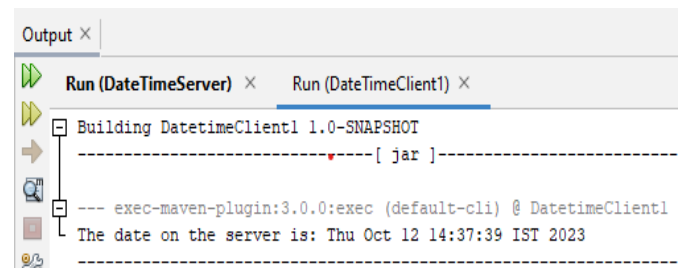 Output ×
Run (DateTimeServer) × Run (DateTimeClient1) ×
Building DatetimeClient1 1.0-SNAPSHOT
--------------------------------[ jar ]--------------------------
--- exec-maven-plugin:3.0.0:exec (default-cli) @ DatetimeClient1
The date on the server is: Thu Oct 12 14:37:39 IST 2023
-----------------------------------------------------------------